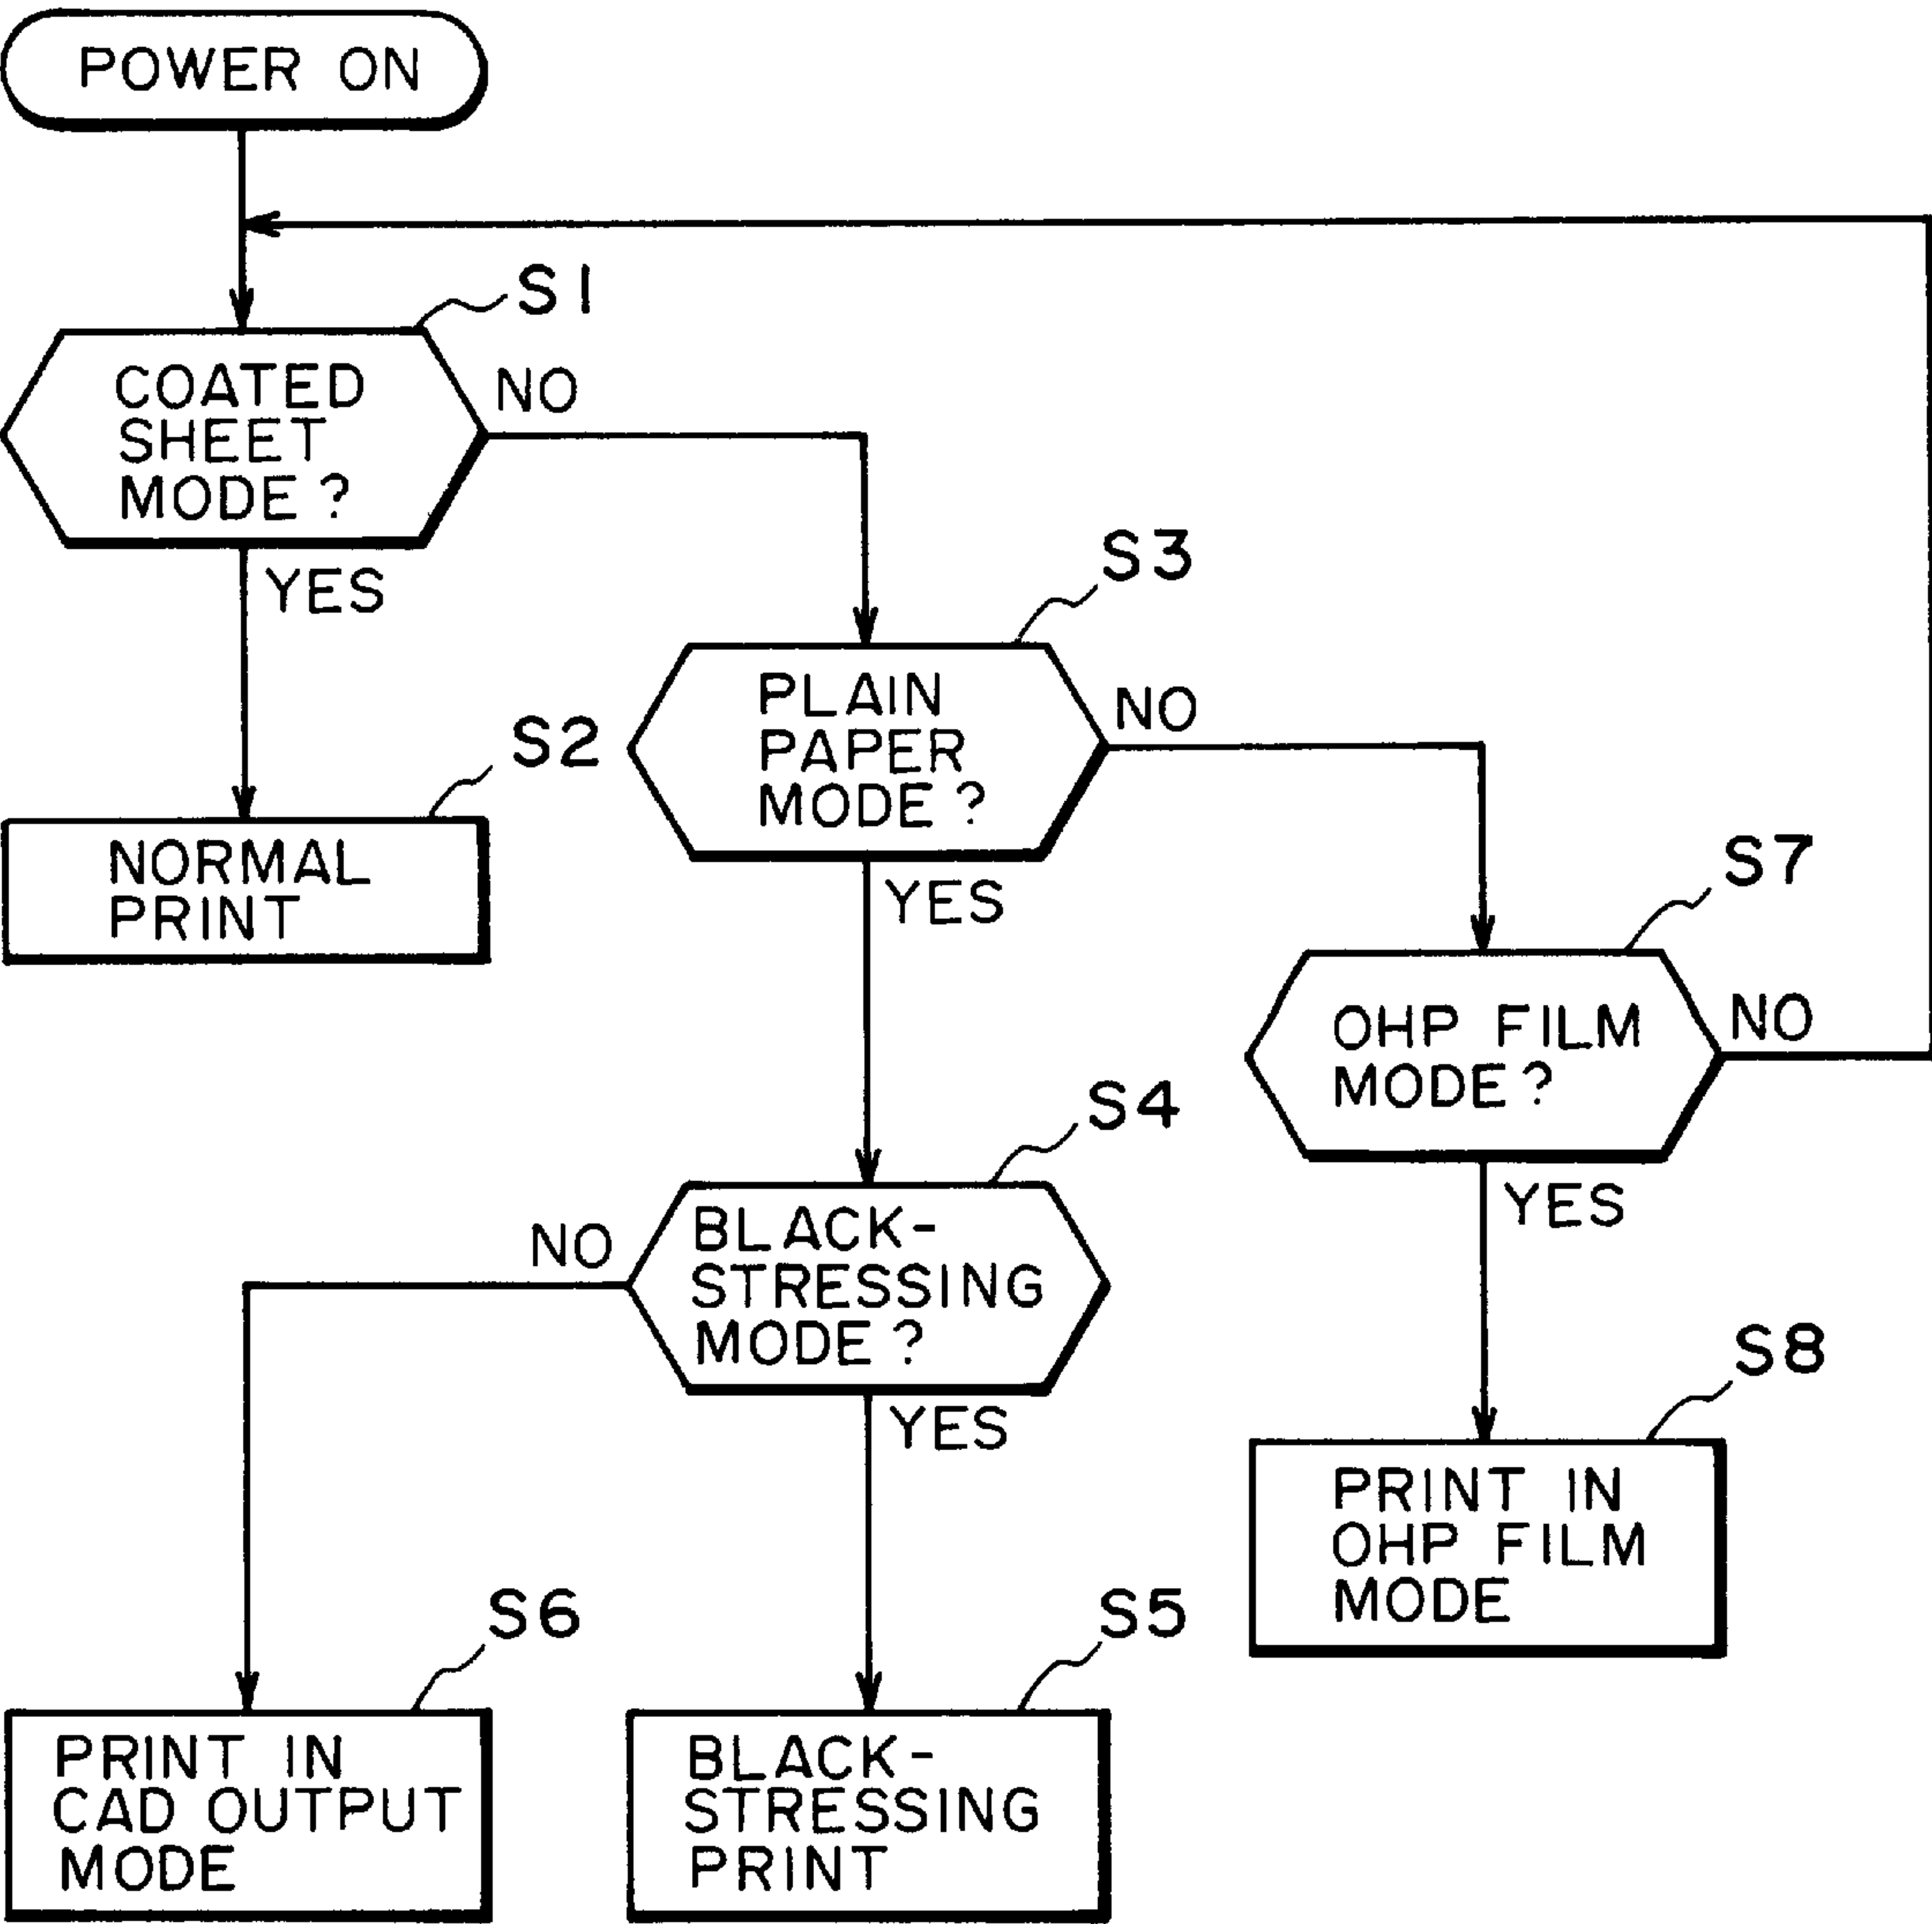 POWER ON
S1
COATED
SHEET
MODE?
NO
YES
S2
NORMAL
PRINT
S3
PLAIN
PAPER
MODE?
NO
YES
S7
OHP FILM
MODE?
NO
YES
S4
BLACK-
STRESSING
MODE?
NO
YES
S8
PRINT IN
OHP FILM
MODE
S6
PRINT IN
CAD OUTPUT
MODE
S5
BLACK-
STRESSING
PRINT